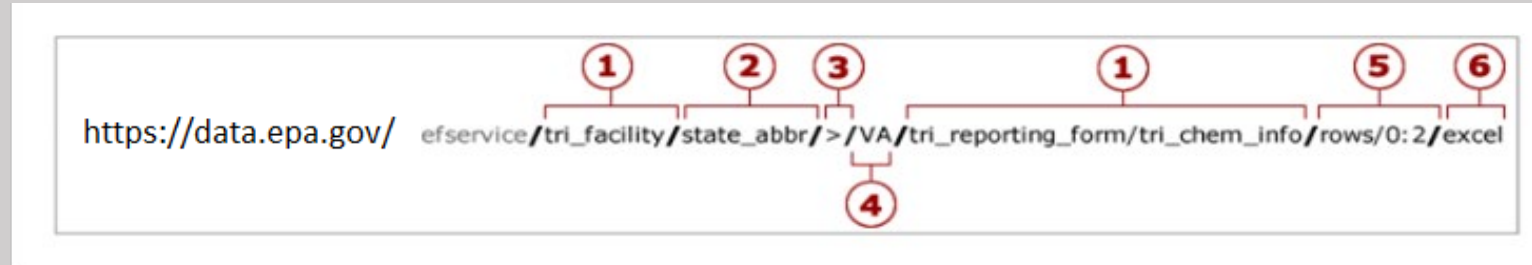 1 2 3 1 5 6
https://data.epa.gov/ efservice/tri_facility/state_abbr/>/VA/tri_reporting_form/tri_chem_info/rows/0:2/excel
4